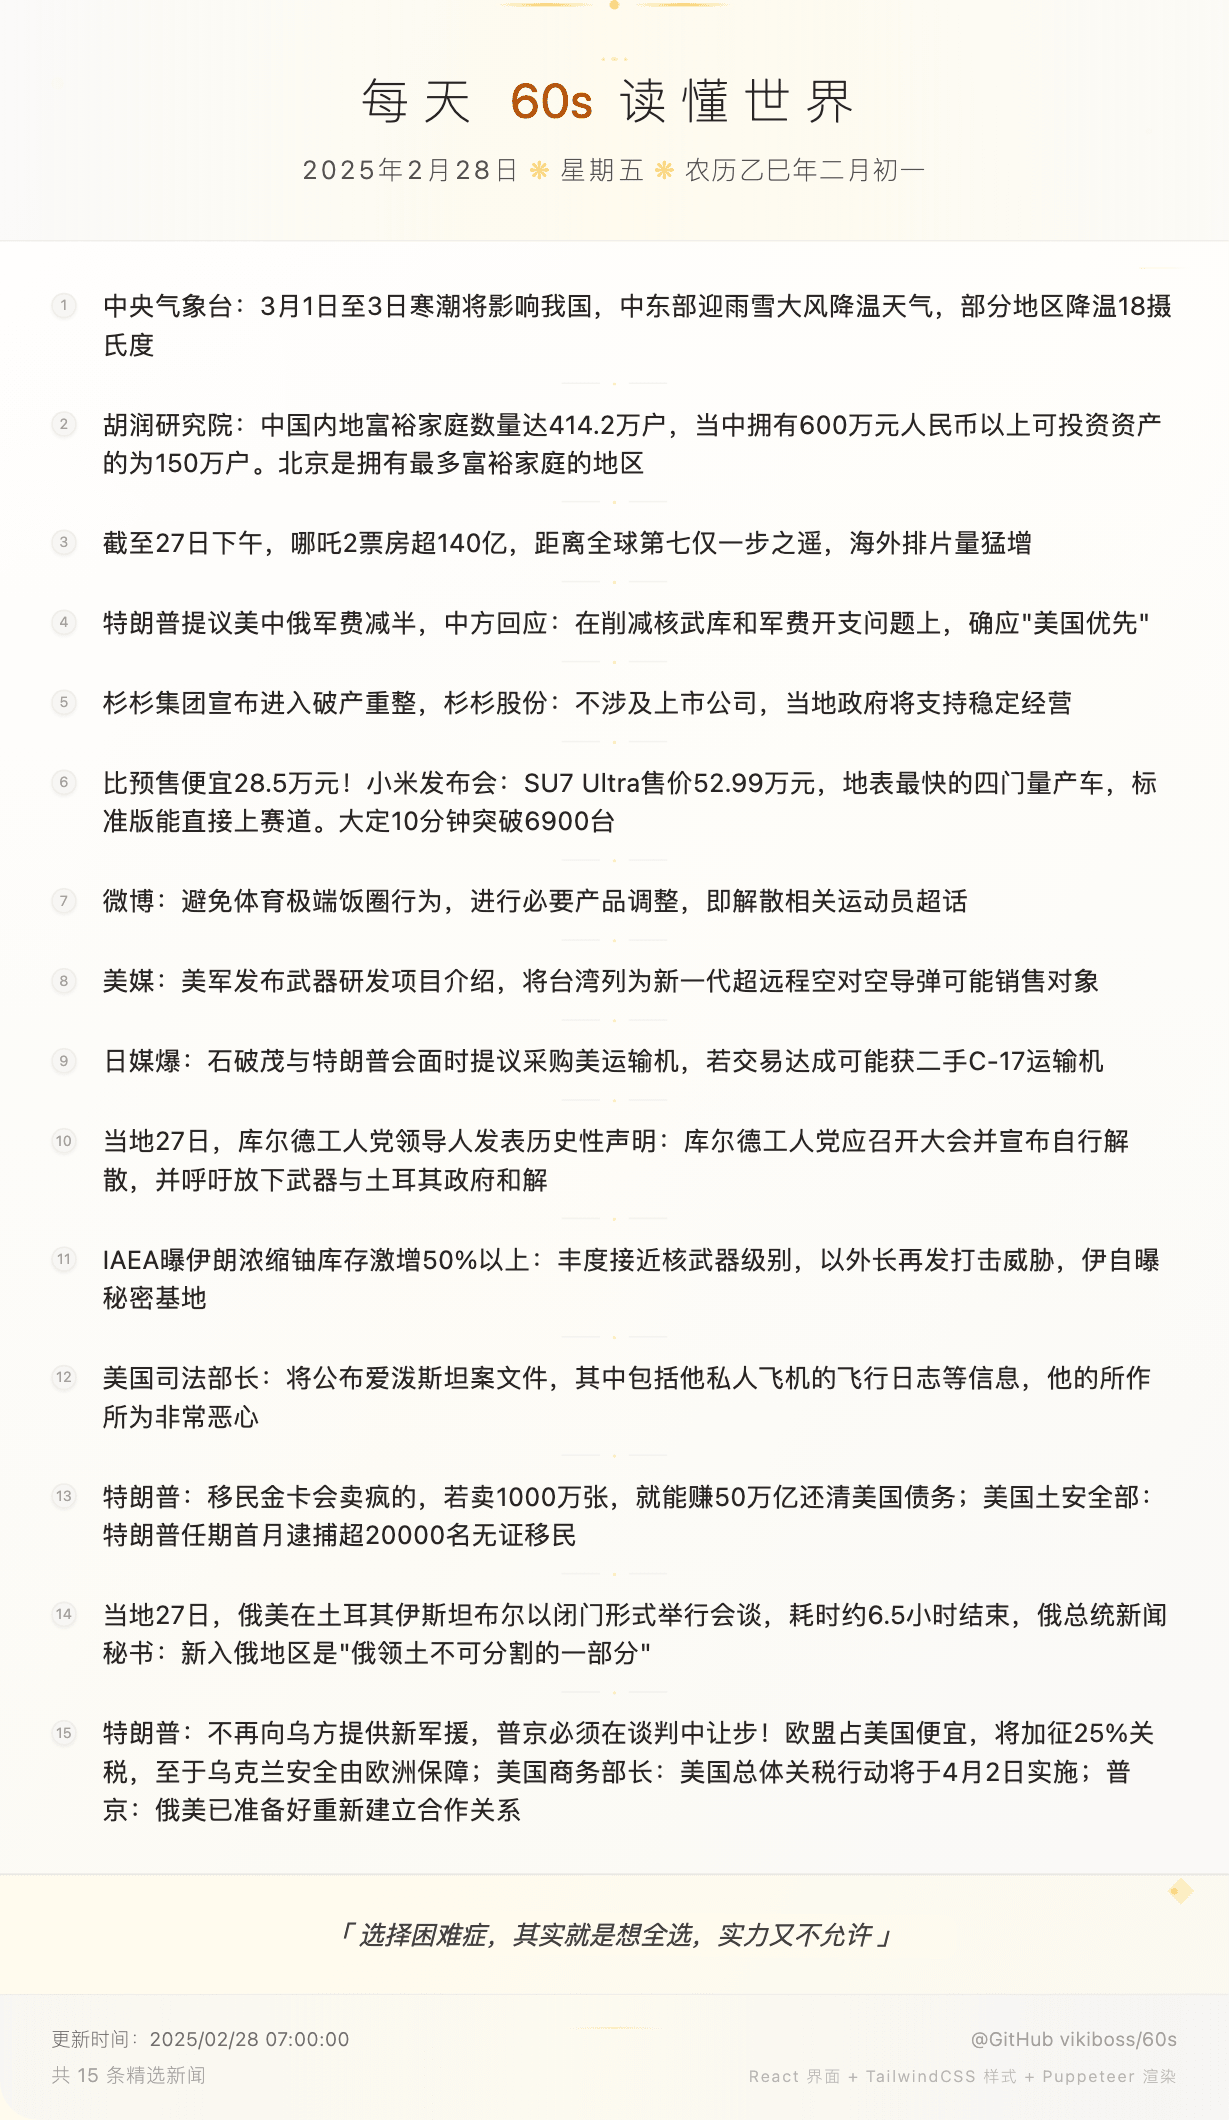 每天 60s 读懂世界
2025年2月28日 ❋ 星期五 ❋ 农历乙巳年二月初一
1 中央气象台：3月1日至3日寒潮将影响我国，中东部迎雨雪大风降温天气，部分地区降温18摄
氏度
2 胡润研究院：中国内地富裕家庭数量达414.2万户，当中拥有600万元人民币以上可投资资产
的为150万户。北京是拥有最多富裕家庭的地区
3 截至27日下午，哪吒2票房超140亿，距离全球第七仅一步之遥，海外排片量猛增
4 特朗普提议美中俄军费减半，中方回应：在削减核武库和军费开支问题上，确应"美国优先"
5 杉杉集团宣布进入破产重整，杉杉股份：不涉及上市公司，当地政府将支持稳定经营
6 比预售便宜28.5万元！小米发布会：SU7 Ultra售价52.99万元，地表最快的四门量产车，标
准版能直接上赛道。大定10分钟突破6900台
7 微博：避免体育极端饭圈行为，进行必要产品调整，即解散相关运动员超话
8 美媒：美军发布武器研发项目介绍，将台湾列为新一代超远程空对空导弹可能销售对象
9 日媒爆：石破茂与特朗普会面时提议采购美运输机，若交易达成可能获二手C-17运输机
10 当地27日，库尔德工人党领导人发表历史性声明：库尔德工人党应召开大会并宣布自行解
散，并呼吁放下武器与土耳其政府和解
11 IAEA曝伊朗浓缩铀库存激增50%以上：丰度接近核武器级别，以外长再发打击威胁，伊自曝
秘密基地
12 美国司法部长：将公布爱泼斯坦案文件，其中包括他私人飞机的飞行日志等信息，他的所作
所为非常恶心
13 特朗普：移民金卡会卖疯的，若卖1000万张，就能赚50万亿还清美国债务；美国土安全部：
特朗普任期首月逮捕超20000名无证移民
14 当地27日，俄美在土耳其伊斯坦布尔以闭门形式举行会谈，耗时约6.5小时结束，俄总统新闻
秘书：新入俄地区是"俄领土不可分割的一部分"
15 特朗普：不再向乌方提供新军援，普京必须在谈判中让步！欧盟占美国便宜，将加征25%关
税，至于乌克兰安全由欧洲保障；美国商务部长：美国总体关税行动将于4月2日实施；普
京：俄美已准备好重新建立合作关系
「 选择困难症，其实就是想全选，实力又不允许 」
更新时间：2025/02/28 07:00:00
@GitHub vikiboss/60s
共 15 条精选新闻
React 界面 + TailwindCSS 样式 + Puppeteer 渲染